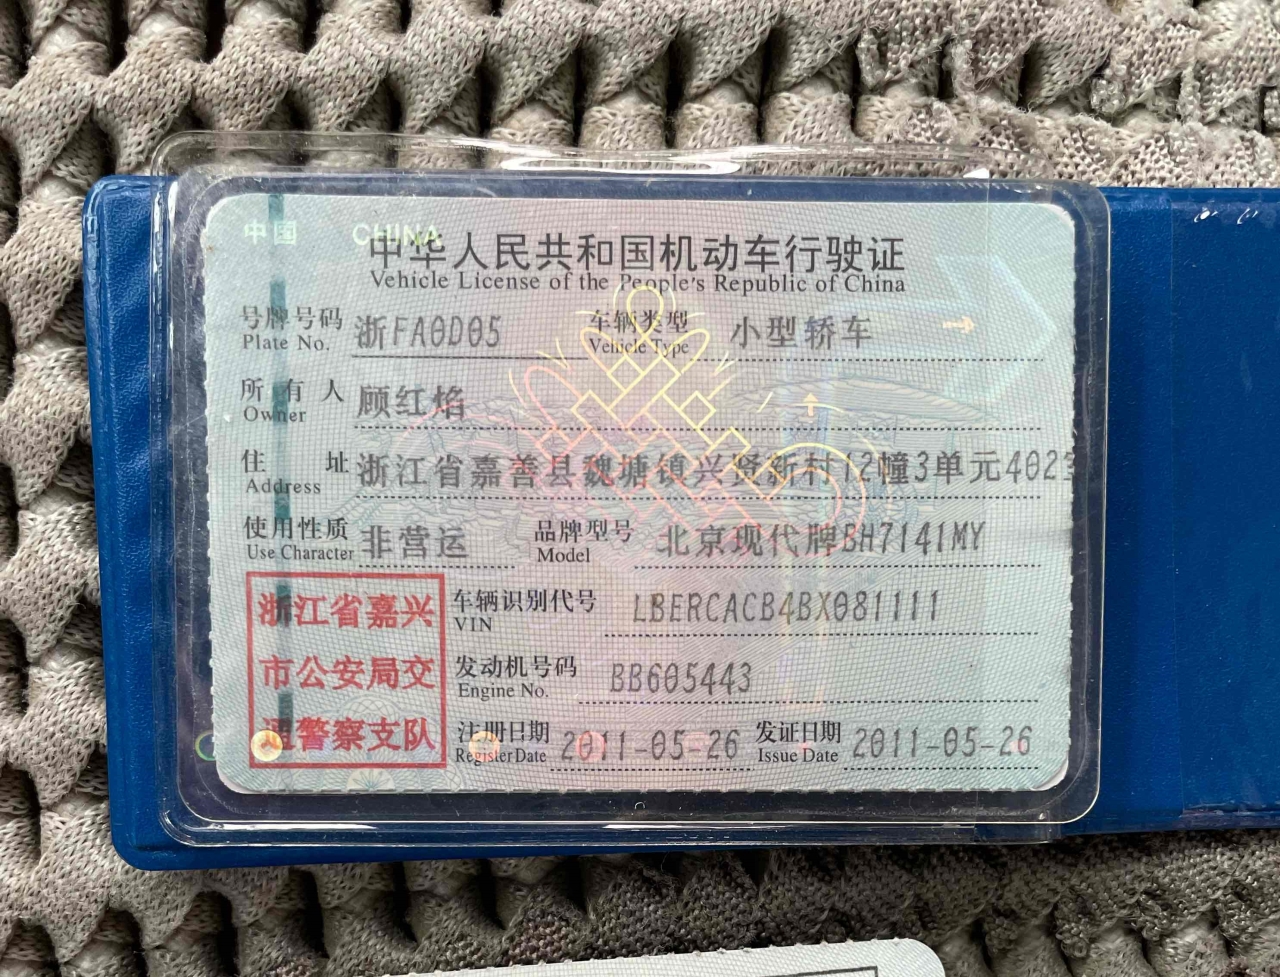 中国 CHINA
中华人民共和国机动车行驶证
Vehicle License of the People's Republic of China
号牌号码 浙FA0D05 车辆类型 小型轿车
Plate No. Vehicle Type
所有人 顾红焰
Owner
住址 浙江省嘉善县魏塘镇兴贤新村12幢3单元402室
Address
使用性质 非营运 品牌型号 北京现代牌BH7141MY
Use Character Model
浙江省嘉兴
市公安局交
通警察支队
车辆识别代号 LBERCACB4BX081111
VIN
发动机号码 BB605443
Engine No.
注册日期 2011-05-26 发证日期 2011-05-26
Register Date Issue Date